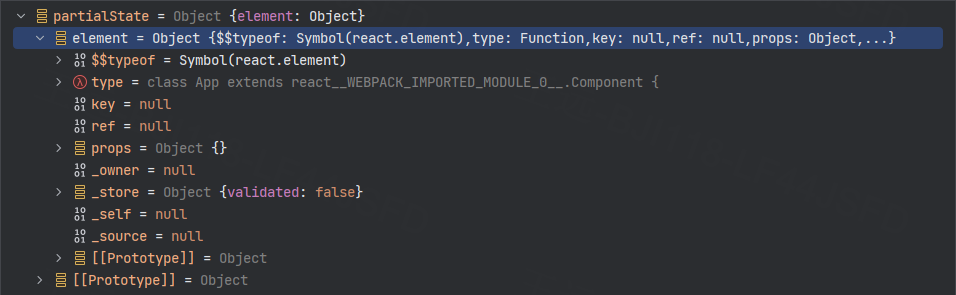 partialState = Object {element: Object}
element = Object {$$typeof: Symbol(react.element),type: Function,key: null,ref: null,props: Object,...}
$$typeof = Symbol(react.element)
type = class App extends react__WEBPACK_IMPORTED_MODULE_0__.Component {
key = null
ref = null
props = Object {}
_owner = null
_store = Object {validated: false}
_self = null
_source = null
[[Prototype]] = Object
[[Prototype]] = Object